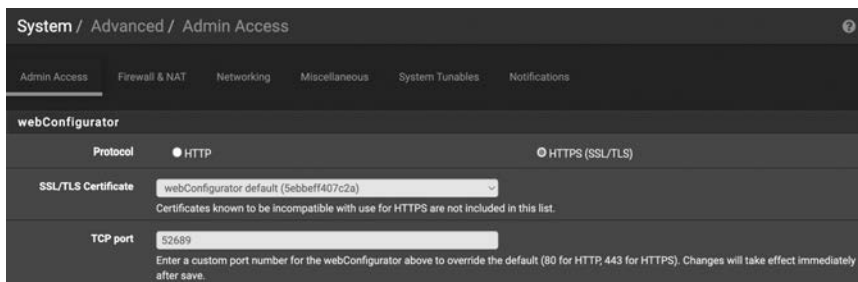 System / Advanced / Admin Access
Admin Access Firewall & NAT Networking Miscellaneous System Tunables Notifications
webConfigurator
Protocol HTTP HTTPS (SSL/TLS)
SSL/TLS Certificate webConfigurator default (5ebbeff407c2a)
Certificates known to be incompatible with use for HTTPS are not included in this list.
TCP port 52689
Enter a custom port number for the webConfigurator above to override the default (80 for HTTP, 443 for HTTPS). Changes will take effect immediately
after save.